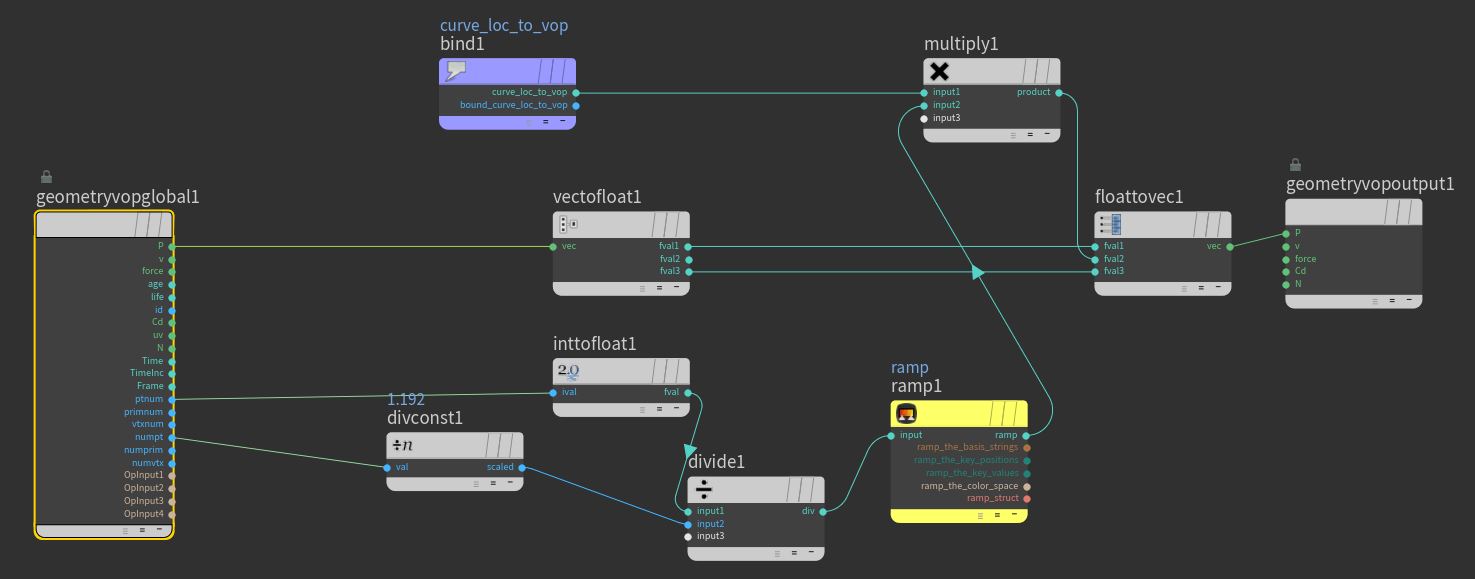 curve_loc_to_vop
bind1
curve_loc_to_vop
bound_curve_loc_to_vop
multiply1
input1 product
input2
input3
geometryvopglobal1
P
v
force
age
life
id
Cd
uv
N
Time
TimeInc
Frame
ptnum
primnum
vtxnum
numpt
numprim
numvtx
OpInput1
OpInput2
OpInput3
OpInput4
vectofloat1
vec fval1
fval2
fval3
floattovec1
fval1 vec
fval2
fval3
geometryvopoutput1
P
v
force
Cd
N
inttofloat1
2.0
ival fval
1.192
divconst1
÷n
val scaled
divide1
÷
input1 div
input2
input3
ramp
ramp1
input ramp
ramp_the_basis_strings
ramp_the_key_positions
ramp_the_key_values
ramp_the_color_space
ramp_struct